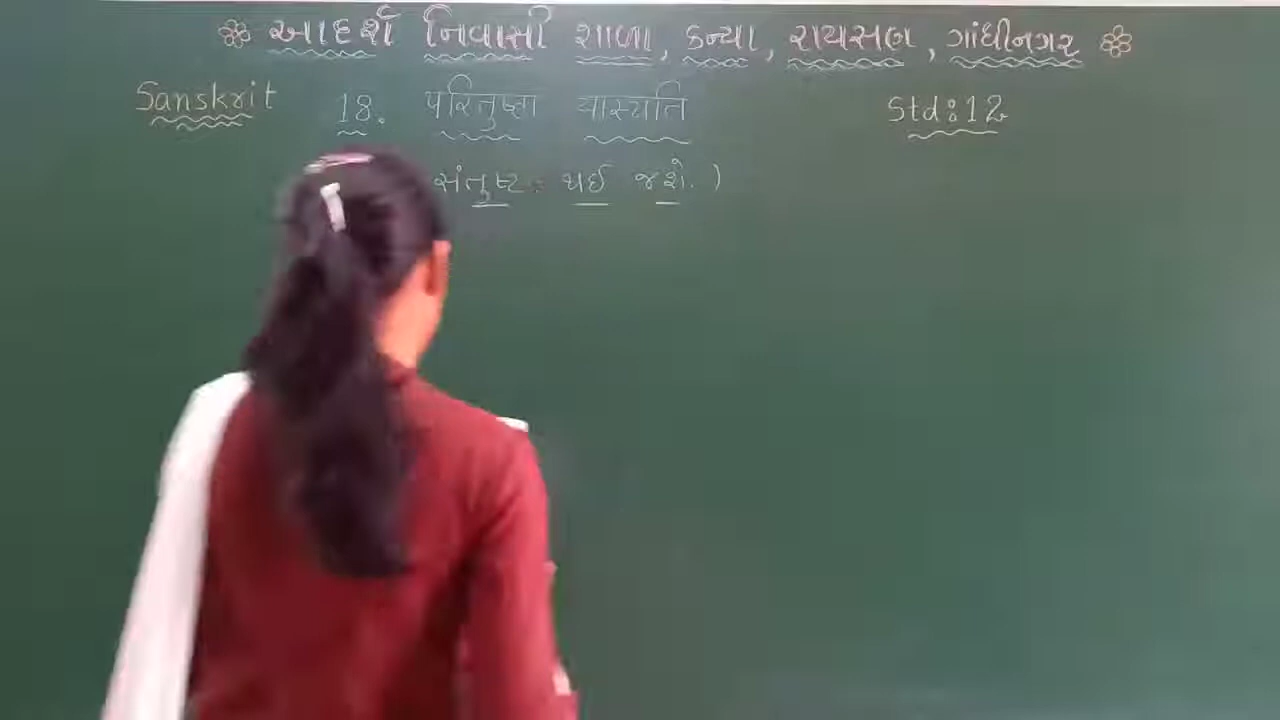 આદર્શ નિવાસી શાળા, કન્યા, રાયસણ, ગાંધીનગર
Sanskrit 18. परितुष्टा यास्यति Std:12
સંતુષ્ટ થઈ જશે.)